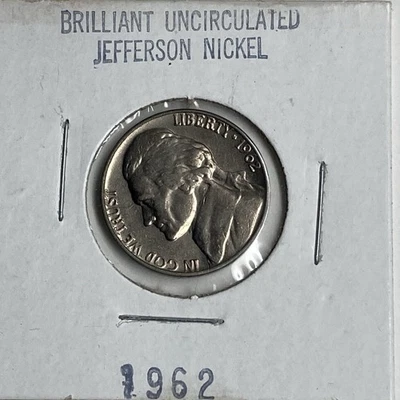 BRILLIANT UNCIRCULATED
JEFFERSON NICKEL
LIBERTY ★ 1962
IN GOD WE TRUST
1962